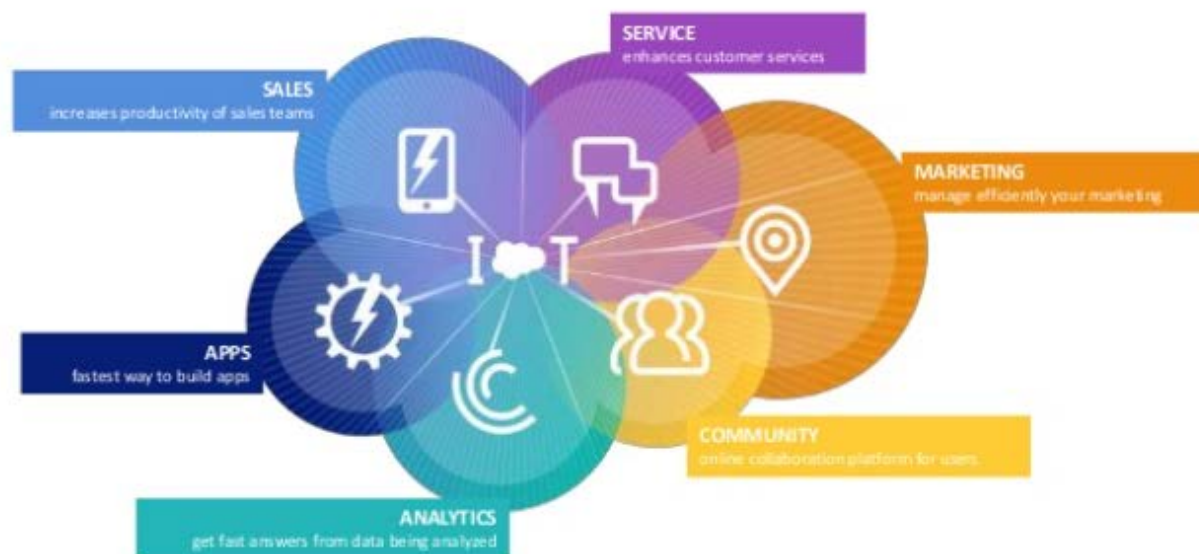 SERVICE
enhances customer services
SALES
increases productivity of sales teams
MARKETING
manage efficiently your marketing
I T
APPS
fastest way to build apps
COMMUNITY
online collaboration platform for users
ANALYTICS
get fast answers from data being analyzed